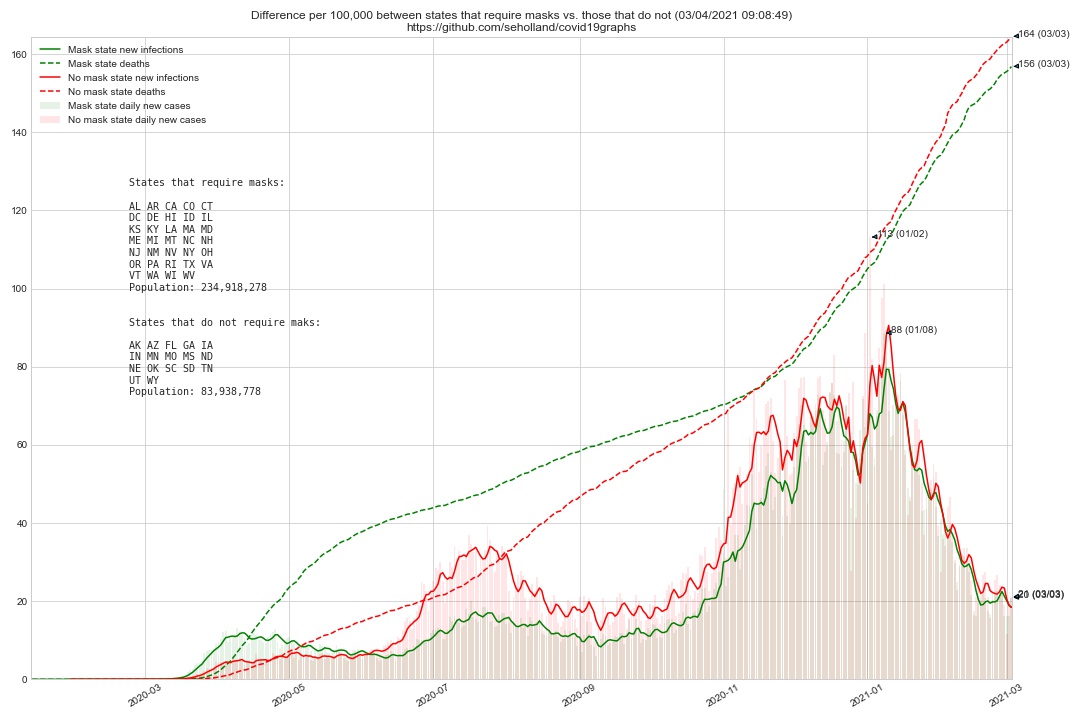 Difference per 100,000 between states that require masks vs. those that do not (03/04/2021 09:08:49)
https://github.com/seholland/covid19graphs
Mask state new infections
Mask state deaths
No mask state new infections
No mask state deaths
Mask state daily new cases
No mask state daily new cases
States that require masks:
AL AR CA CO CT
DC DE HI ID IL
KS KY LA MA MD
ME MI MT NC NH
NJ NM NV NY OH
OR PA RI TX VA
VT WA WI WV
Population: 234,918,278
States that do not require maks:
AK AZ FL GA IA
IN MN MO MS ND
NE OK SC SD TN
UT WY
Population: 83,938,778
164 (03/03)
156 (03/03)
113 (01/02)
88 (01/08)
(03/03)
160
140
120
100
80
60
40
20
0
2020-03
2020-05
2020-07
2020-09
2020-11
2021-01
2021-03